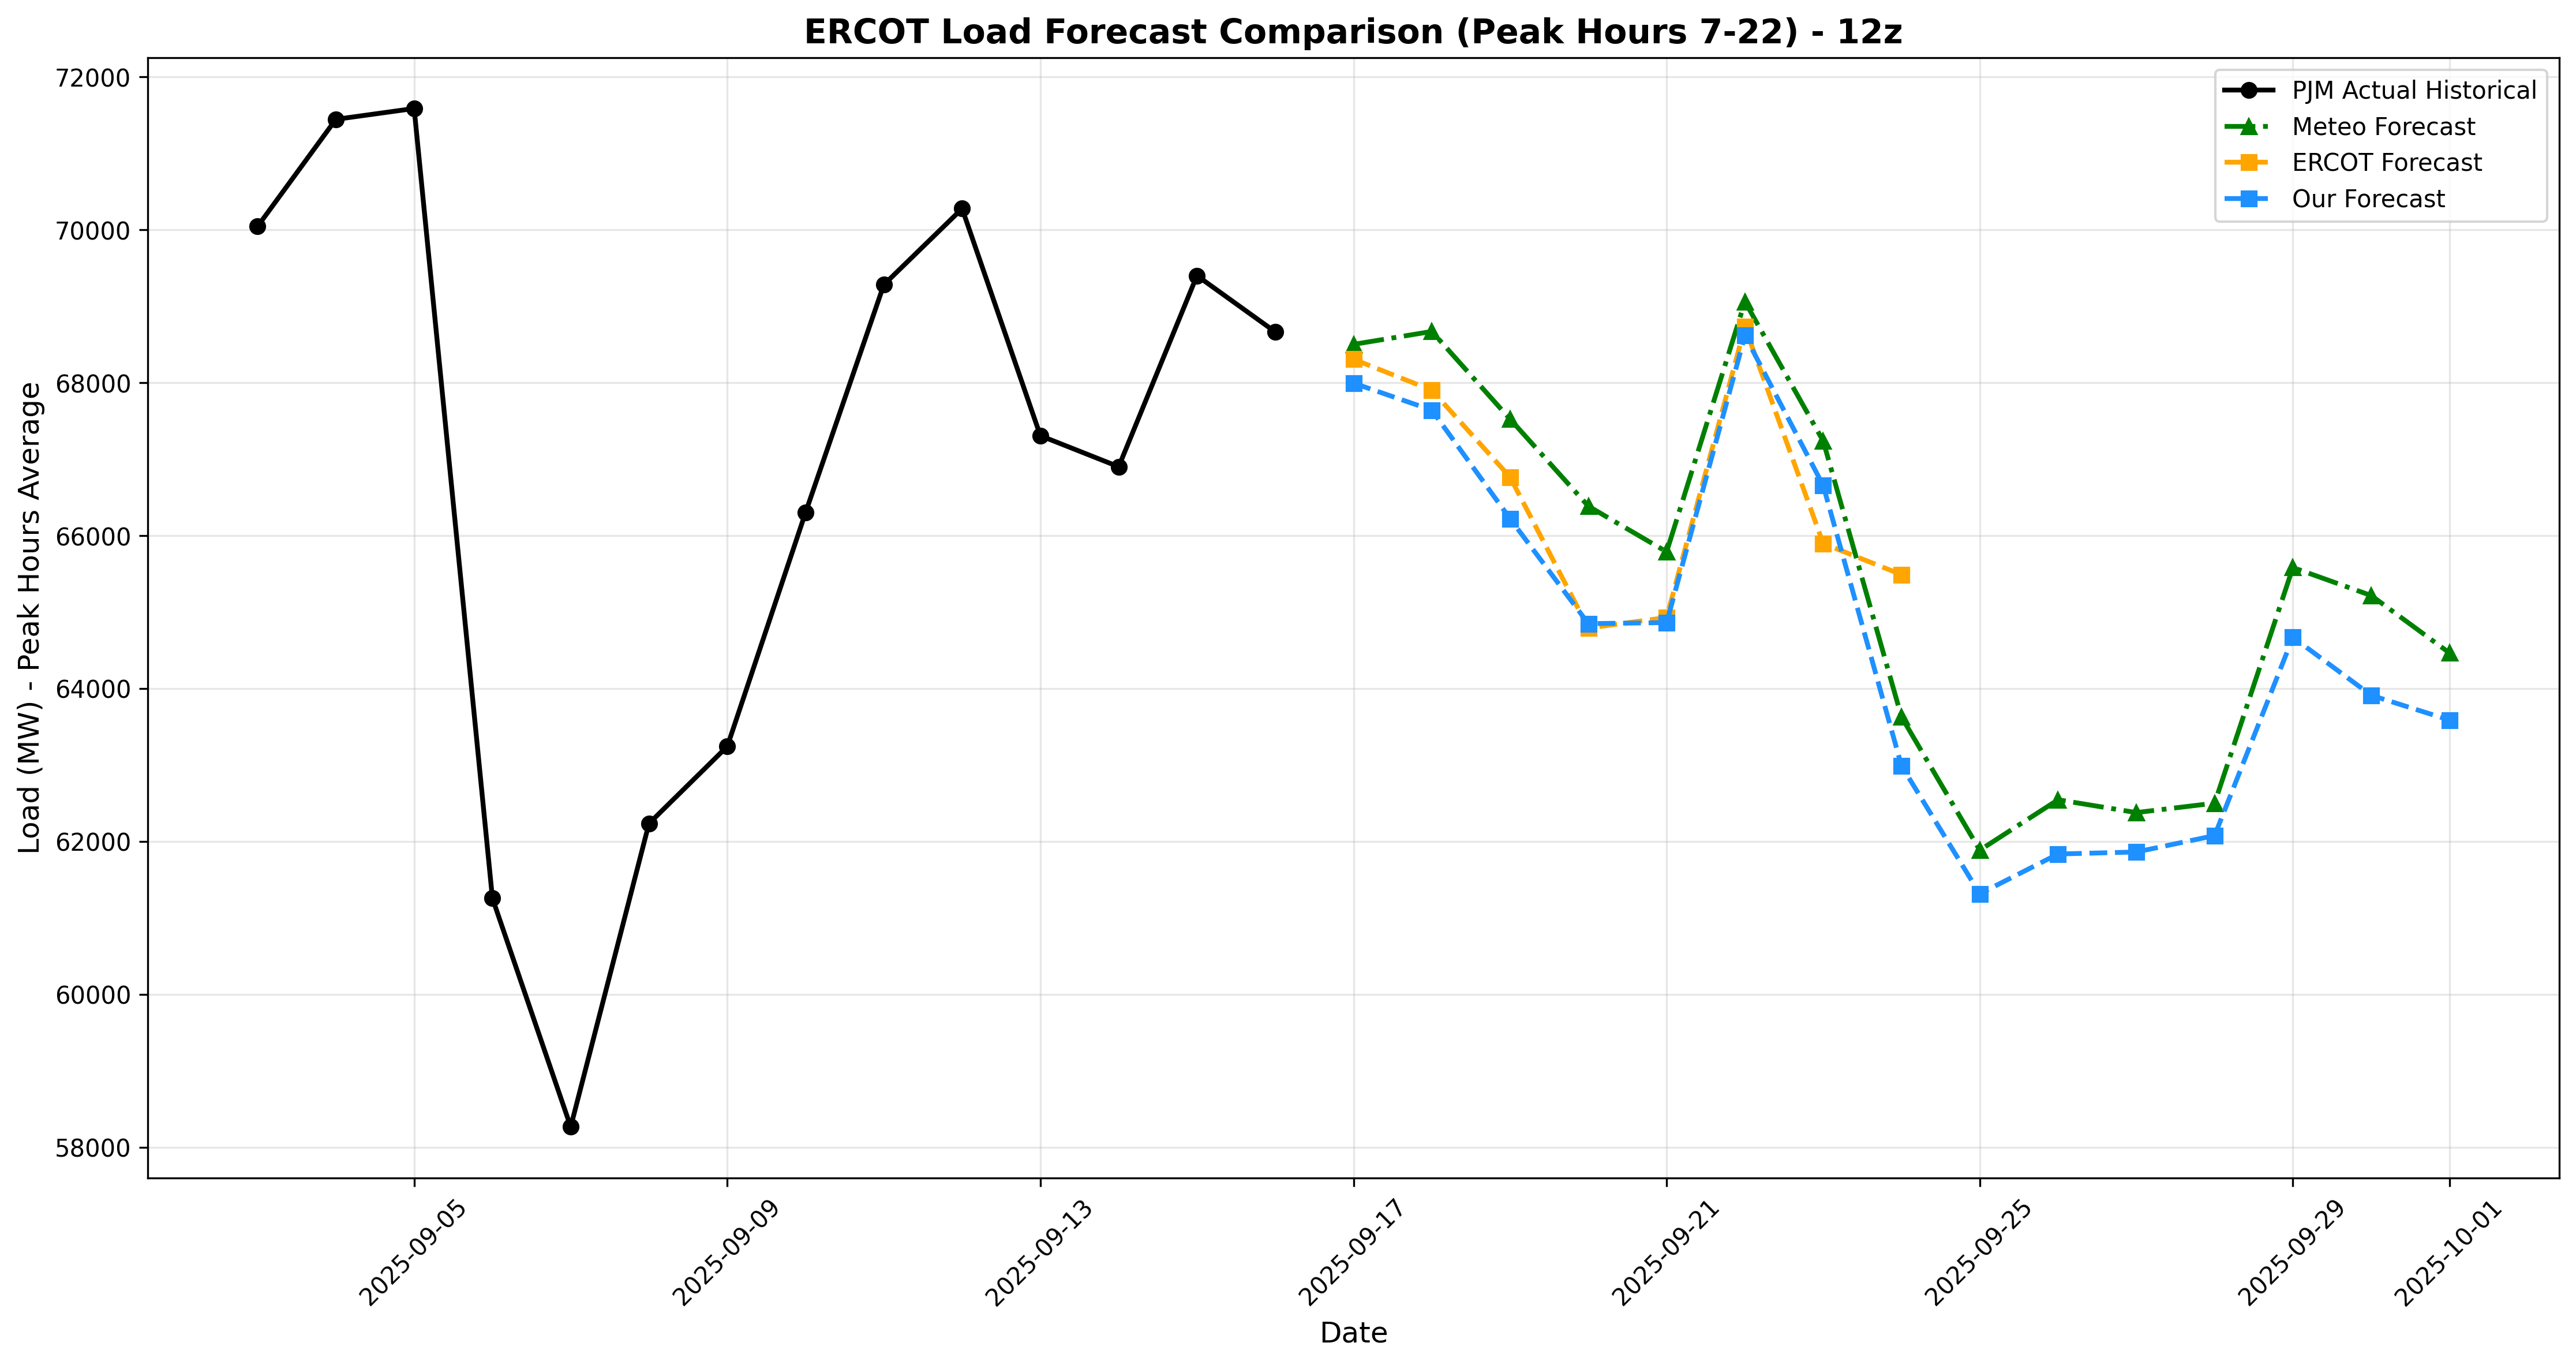 ERCOT Load Forecast Comparison (Peak Hours 7-22) - 12z
PJM Actual Historical
Meteo Forecast
ERCOT Forecast
Our Forecast
Load (MW) - Peak Hours Average
72000
70000
68000
66000
64000
62000
60000
58000
2025-09-05
2025-09-09
2025-09-13
2025-09-17
2025-09-21
2025-09-25
2025-09-29
2025-10-01
Date